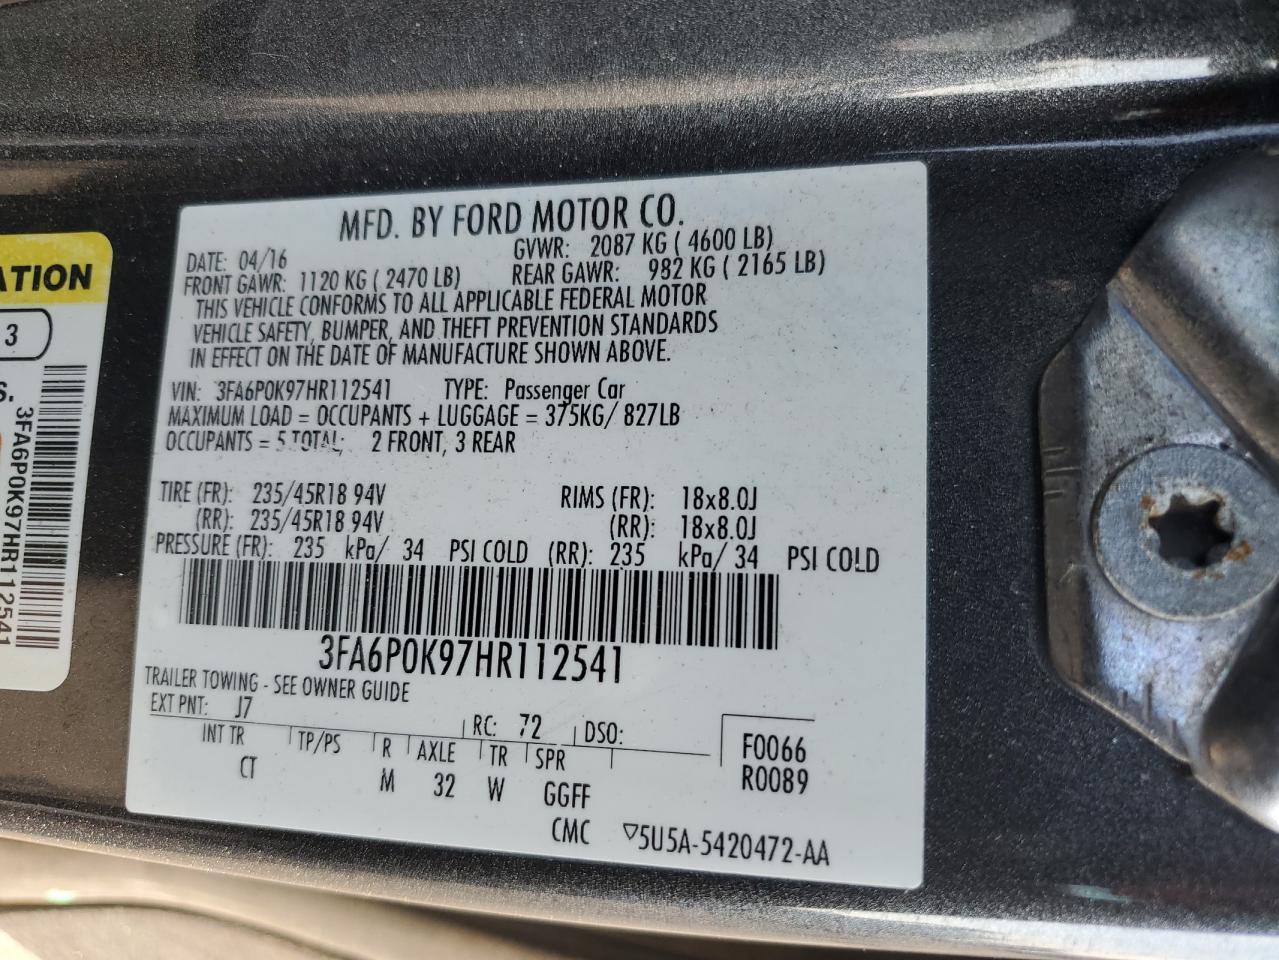 MFD. BY FORD MOTOR CO.
DATE: 04/16 GVWR: 2087 KG ( 4600 LB)
FRONT GAWR: 1120 KG ( 2470 LB) REAR GAWR: 982 KG ( 2165 LB)
THIS VEHICLE CONFORMS TO ALL APPLICABLE FEDERAL MOTOR
VEHICLE SAFETY, BUMPER, AND THEFT PREVENTION STANDARDS
IN EFFECT ON THE DATE OF MANUFACTURE SHOWN ABOVE.
VIN: 3FA6P0K97HR112541 TYPE: Passenger Car
MAXIMUM LOAD = OCCUPANTS + LUGGAGE = 375KG/ 827LB
OCCUPANTS = 5 TOTAL; 2 FRONT, 3 REAR
TIRE (FR): 235/45R18 94V RIMS (FR): 18x8.0J
(RR): 235/45R18 94V (RR): 18x8.0J
PRESSURE (FR): 235 kPa/ 34 PSI COLD (RR): 235 kPa/ 34 PSI COLD
3FA6P0K97HR112541
TRAILER TOWING - SEE OWNER GUIDE
EXT PNT: J7 RC: 72 DSO:
INT TR TP/PS R AXLE TR SPR F0066
CT M 32 W GGFF R0089
CMC ▽5U5A-5420472-AA
ATION
3
S.
3FA6P0K97HR112541